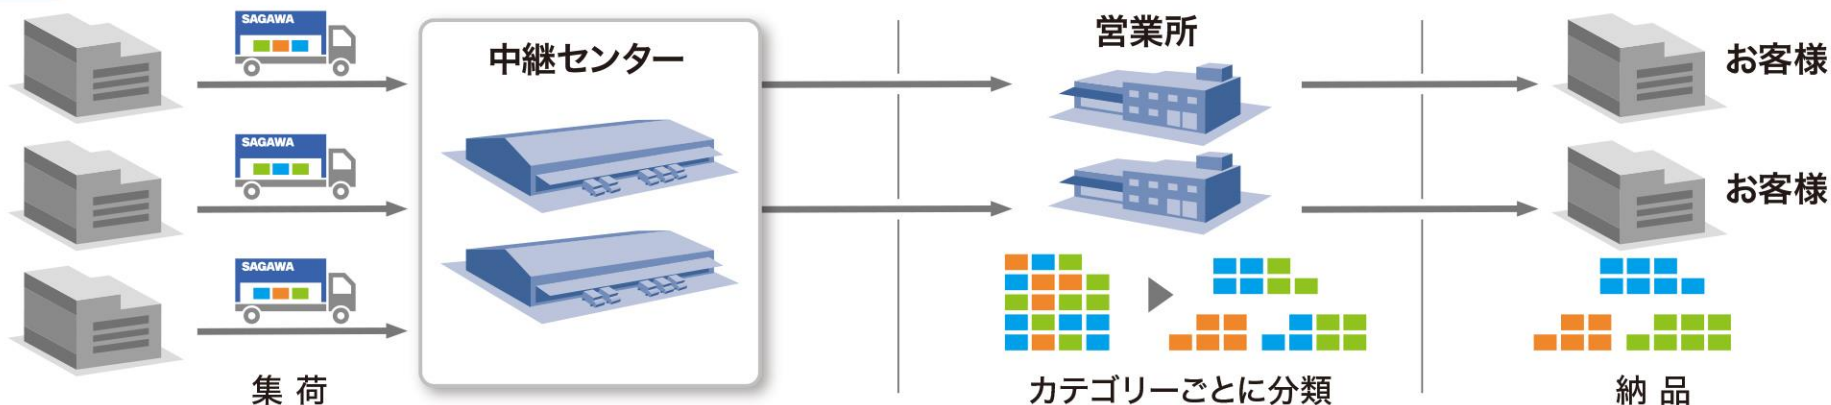 SAGAWA
SAGAWA
SAGAWA
集荷
中継センター
営業所
カテゴリーごとに分類
お客様
お客様
納品